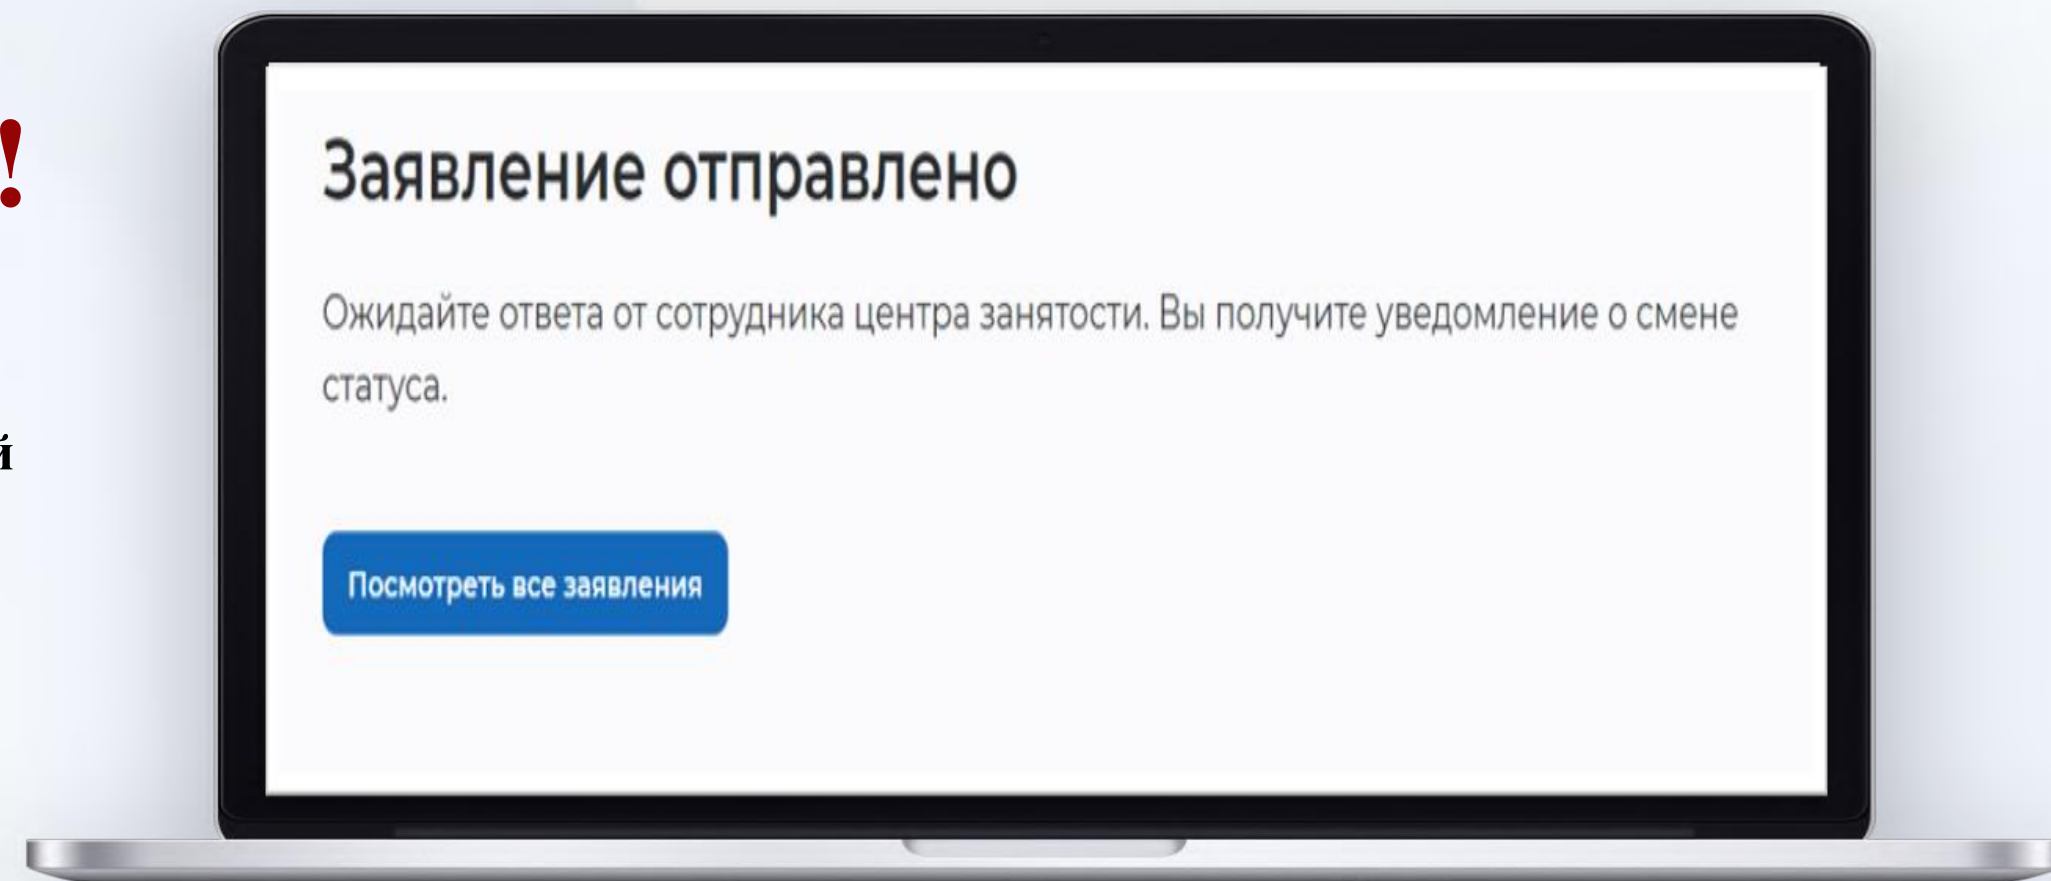 !
Заявление отправлено
Ожидайте ответа от сотрудника центра занятости. Вы получите уведомление о смене
статуса.
й
Посмотреть все заявления